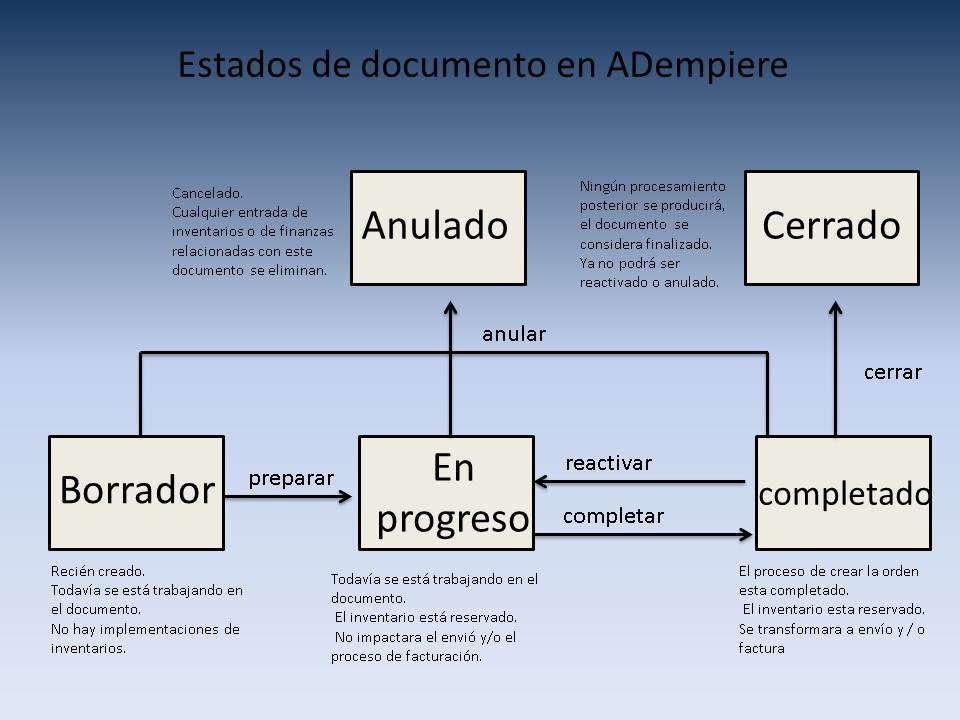 Estados de documento en ADempiere
Cancelado.
Cualquier entrada de
inventarios o de finanzas
relacionadas con este
documento se eliminan.
Anulado
Ningún procesamiento
posterior se producirá,
el documento se
considera finalizado.
Ya no podrá ser
reactivado o anulado.
Cerrado
anular
cerrar
Borrador
preparar
En
progreso
reactivar
completar
completado
Recién creado.
Todavía se está trabajando en
el documento.
No hay implementaciones de
inventarios.
Todavía se está trabajando en el
documento.
El inventario está reservado.
No impactara el envió y/o el
proceso de facturación.
El proceso de crear la orden
esta completado.
El inventario esta reservado.
Se transformara a envío y / o
factura